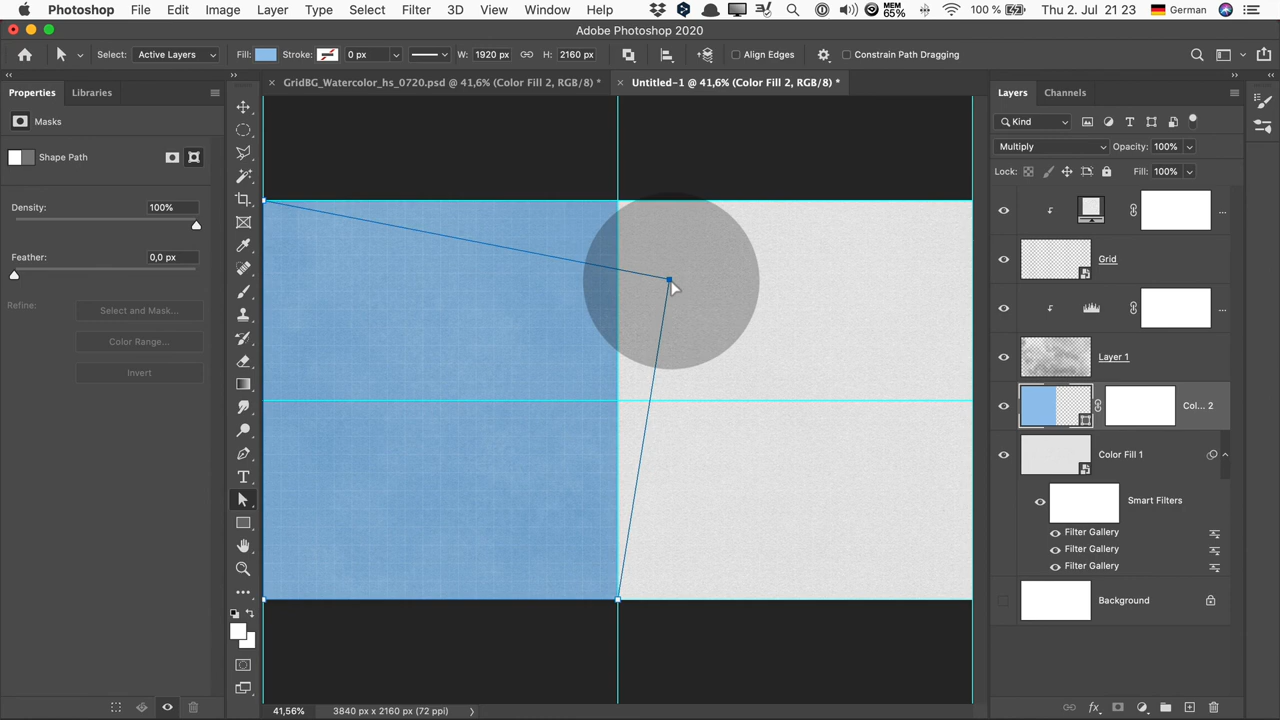 Photoshop File Edit Image Layer Type Select Filter 3D View Window Help MEM 65% 100 % Thu 2. Jul 21 23 German
Adobe Photoshop 2020
Select: Active Layers Fill: Stroke: 0 px W: 1920 px H: 2160 px Align Edges Constrain Path Dragging
Properties Libraries
GridBG_Watercolor_hs_0720.psd @ 41,6% (Color Fill 2, RGB/8) *
Untitled-1 @ 41,6% (Color Fill 2, RGB/8) *
Layers Channels
Masks
Kind
Shape Path
Multiply Opacity: 100%
Lock: Fill: 100%
Density: 100%
Feather: 0,0 px
Refine:
Select and Mask...
Color Range...
Invert
...
Grid
...
Layer 1
Col... 2
Color Fill 1
Smart Filters
Filter Gallery
Filter Gallery
Filter Gallery
Background
41,56% 3840 px x 2160 px (72 ppi)